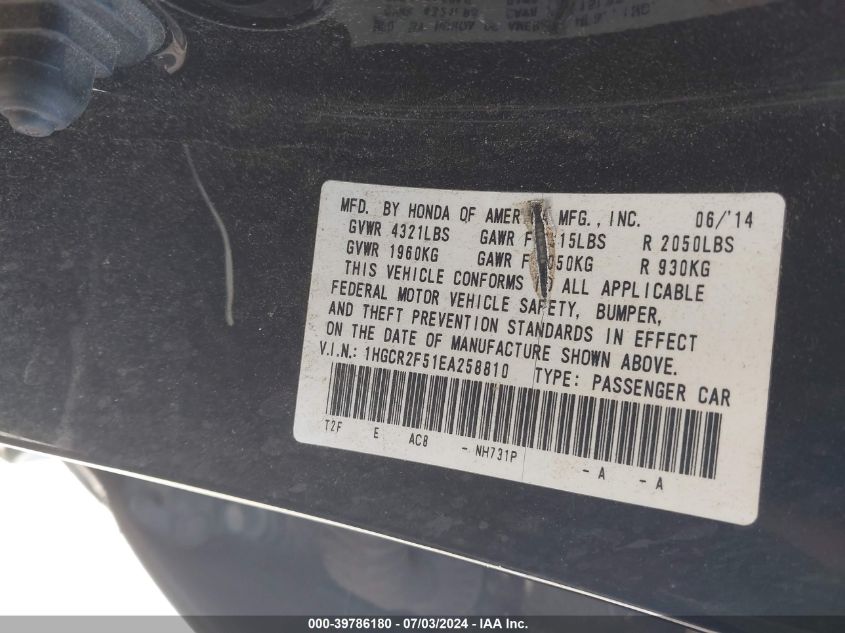 MFD. BY HONDA OF AMER MFG., INC. 06/'14
GVWR 4321LBS GAWR F 15LBS R 2050LBS
GVWR 1960KG GAWR F 050KG R 930KG
THIS VEHICLE CONFORMS ALL APPLICABLE
FEDERAL MOTOR VEHICLE SAFETY, BUMPER,
AND THEFT PREVENTION STANDARDS IN EFFECT
ON THE DATE OF MANUFACTURE SHOWN ABOVE.
V.I.N.: 1HGCR2F51EA258810 TYPE: PASSENGER CAR
T2F E AC8 - NH731P - A - A
000-39786180 - 07/03/2024 - IAA Inc.